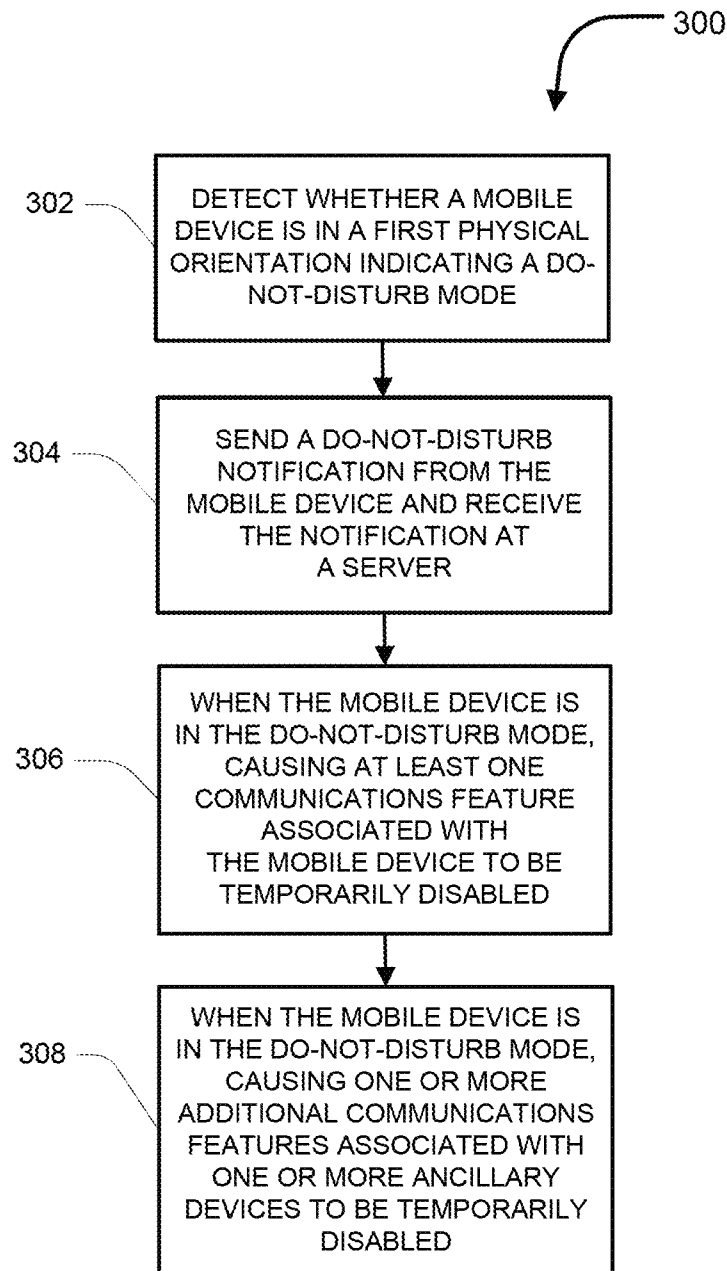 300
302
DETECT WHETHER A MOBILE
DEVICE IS IN A FIRST PHYSICAL
ORIENTATION INDICATING A DO-
NOT-DISTURB MODE
304
SEND A DO-NOT-DISTURB
NOTIFICATION FROM THE
MOBILE DEVICE AND RECEIVE
THE NOTIFICATION AT
A SERVER
306
WHEN THE MOBILE DEVICE IS
IN THE DO-NOT-DISTURB MODE,
CAUSING AT LEAST ONE
COMMUNICATIONS FEATURE
ASSOCIATED WITH
THE MOBILE DEVICE TO BE
TEMPORARILY DISABLED
308
WHEN THE MOBILE DEVICE IS
IN THE DO-NOT-DISTURB MODE,
CAUSING ONE OR MORE
ADDITIONAL COMMUNICATIONS
FEATURES ASSOCIATED WITH
ONE OR MORE ANCILLARY
DEVICES TO BE TEMPORARILY
DISABLED